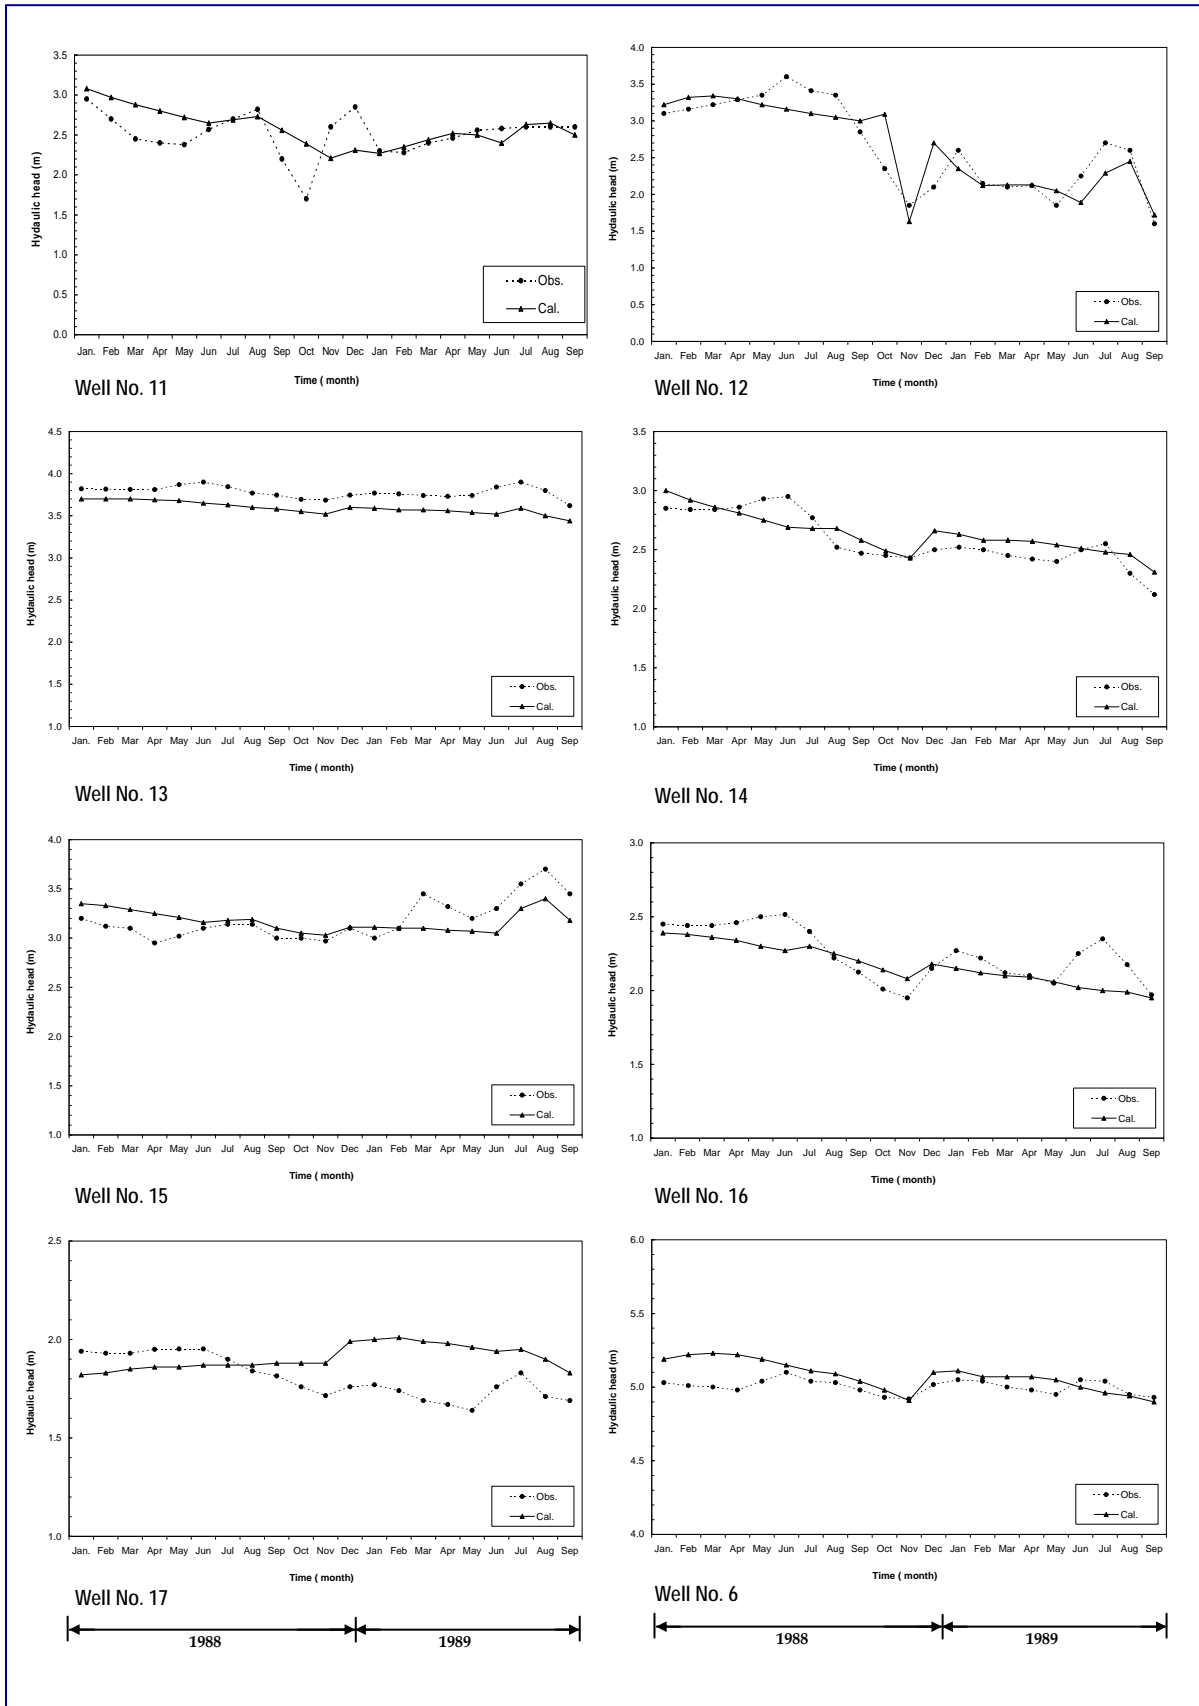 3.5
3.0
2.5
2.0
1.5
1.0
0.5
0.0
Hydaulic head (m)
Obs.
Cal.
Jan. Feb Mar Apr May Jun Jul Aug Sep Oct Nov Dec Jan Feb Mar Apr May Jun Jul Aug Sep
Time ( month)
Well No. 11
4.0
3.5
3.0
2.5
2.0
1.5
1.0
0.5
0.0
Hydaulic head (m)
Obs.
Cal.
Jan. Feb Mar Apr May Jun Jul Aug Sep Oct Nov Dec Jan Feb Mar Apr May Jun Jul Aug Sep
Time ( month)
Well No. 12
4.5
4.0
3.5
3.0
2.5
2.0
1.5
1.0
Hydaulic head (m)
Obs.
Cal.
Jan. Feb Mar Apr May Jun Jul Aug Sep Oct Nov Dec Jan Feb Mar Apr May Jun Jul Aug Sep
Time ( month)
Well No. 13
3.5
3.0
2.5
2.0
1.5
1.0
Hydaulic head (m)
Obs.
Cal.
Jan. Feb Mar Apr May Jun Jul Aug Sep Oct Nov Dec Jan Feb Mar Apr May Jun Jul Aug Sep
Time ( month)
Well No. 14
4.0
3.5
3.0
2.5
2.0
1.5
1.0
Hydaulic head (m)
Obs.
Cal.
Jan. Feb Mar Apr May Jun Jul Aug Sep Oct Nov Dec Jan Feb Mar Apr May Jun Jul Aug Sep
Time ( month)
Well No. 15
3.0
2.5
2.0
1.5
1.0
Hydaulic head (m)
Obs.
Cal.
Jan. Feb Mar Apr May Jun Jul Aug Sep Oct Nov Dec Jan Feb Mar Apr May Jun Jul Aug Sep
Time ( month)
Well No. 16
2.5
2.0
1.5
1.0
Hydaulic head (m)
Obs.
Cal.
Jan. Feb Mar Apr May Jun Jul Aug Sep Oct Nov Dec Jan Feb Mar Apr May Jun Jul Aug Sep
Time ( month)
Well No. 17
6.0
5.5
5.0
4.5
4.0
Hydaulic head (m)
Obs.
Cal.
Jan. Feb Mar Apr May Jun Jul Aug Sep Oct Nov Dec Jan Feb Mar Apr May Jun Jul Aug Sep
Time ( month)
Well No. 6
1988 1989
1988 1989